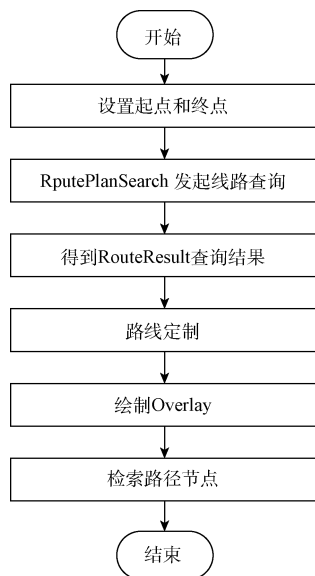 开始
设置起点和终点
RputePlanSearch 发起线路查询
得到RouteResult查询结果
路线定制
绘制Overlay
检索路径节点
结束